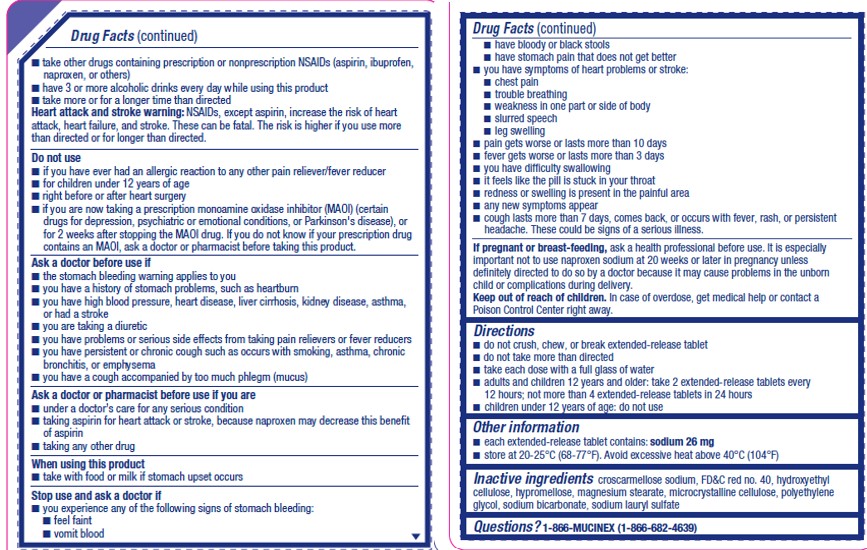 Drug Facts (continued)
■ take other drugs containing prescription or nonprescription NSAIDs (aspirin, ibuprofen,
naproxen, or others)
■ have 3 or more alcoholic drinks every day while using this product
■ take more or for a longer time than directed
Heart attack and stroke warning: NSAIDs, except aspirin, increase the risk of heart
attack, heart failure, and stroke. These can be fatal. The risk is higher if you use more
than directed or for longer than directed.
Do not use
■ if you have ever had an allergic reaction to any other pain reliever/fever reducer
■ for children under 12 years of age
■ right before or after heart surgery
■ if you are now taking a prescription monoamine oxidase inhibitor (MAOI) (certain
drugs for depression, psychiatric or emotional conditions, or Parkinson's disease), or
for 2 weeks after stopping the MAOI drug. If you do not know if your prescription drug
contains an MAOI, ask a doctor or pharmacist before taking this product.
Ask a doctor before use if
■ the stomach bleeding warning applies to you
■ you have a history of stomach problems, such as heartburn
■ you have high blood pressure, heart disease, liver cirrhosis, kidney disease, asthma,
or had a stroke
■ you are taking a diuretic
■ you have problems or serious side effects from taking pain relievers or fever reducers
■ you have persistent or chronic cough such as occurs with smoking, asthma, chronic
bronchitis, or emphysema
■ you have a cough accompanied by too much phlegm (mucus)
Ask a doctor or pharmacist before use if you are
■ under a doctor's care for any serious condition
■ taking aspirin for heart attack or stroke, because naproxen may decrease this benefit
of aspirin
■ taking any other drug
When using this product
■ take with food or milk if stomach upset occurs
Stop use and ask a doctor if
■ you experience any of the following signs of stomach bleeding:
■ feel faint
■ vomit blood
Drug Facts (continued)
■ have bloody or black stools
■ have stomach pain that does not get better
■ you have symptoms of heart problems or stroke:
■ chest pain
■ trouble breathing
■ weakness in one part or side of body
■ slurred speech
■ leg swelling
■ pain gets worse or lasts more than 10 days
■ fever gets worse or lasts more than 3 days
■ you have difficulty swallowing
■ it feels like the pill is stuck in your throat
■ redness or swelling is present in the painful area
■ any new symptoms appear
■ cough lasts more than 7 days, comes back, or occurs with fever, rash, or persistent
headache. These could be signs of a serious illness.
If pregnant or breast-feeding, ask a health professional before use. It is especially
important not to use naproxen sodium at 20 weeks or later in pregnancy unless
definitely directed to do so by a doctor because it may cause problems in the unborn
child or complications during delivery.
Keep out of reach of children. In case of overdose, get medical help or contact a
Poison Control Center right away.
Directions
■ do not crush, chew, or break extended-release tablet
■ do not take more than directed
■ take each dose with a full glass of water
■ adults and children 12 years and older: take 2 extended-release tablets every
12 hours; not more than 4 extended-release tablets in 24 hours
■ children under 12 years of age: do not use
Other information
■ each extended-release tablet contains: sodium 26 mg
■ store at 20-25°C (68-77°F). Avoid excessive heat above 40°C (104°F)
Inactive ingredients croscarmellose sodium, FD&C red no. 40, hydroxyethyl
cellulose, hypromellose, magnesium stearate, microcrystalline cellulose, polyethylene
glycol, sodium bicarbonate, sodium lauryl sulfate
Questions? 1-866-MUCINEX (1-866-682-4639)